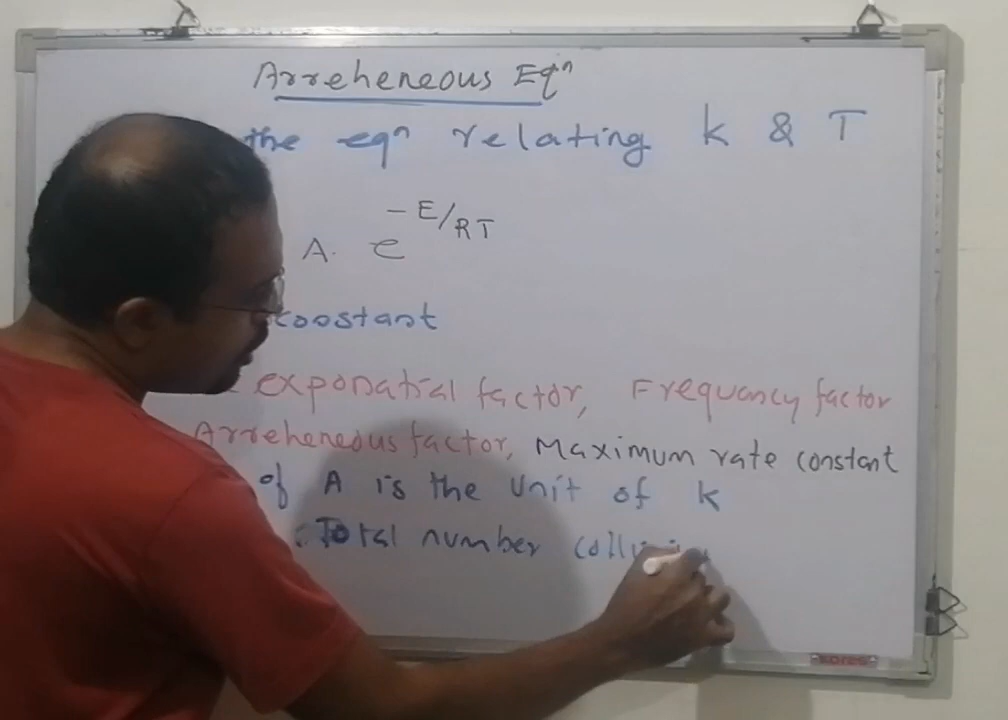 Arreheneous Eqⁿ
the eqⁿ relating k & T
A. e^-E/RT
constant
exponatial factor, Frequancy factor
Arreheneous factor, Maximum rate constant
of A is the unit of k
Total number
KORES